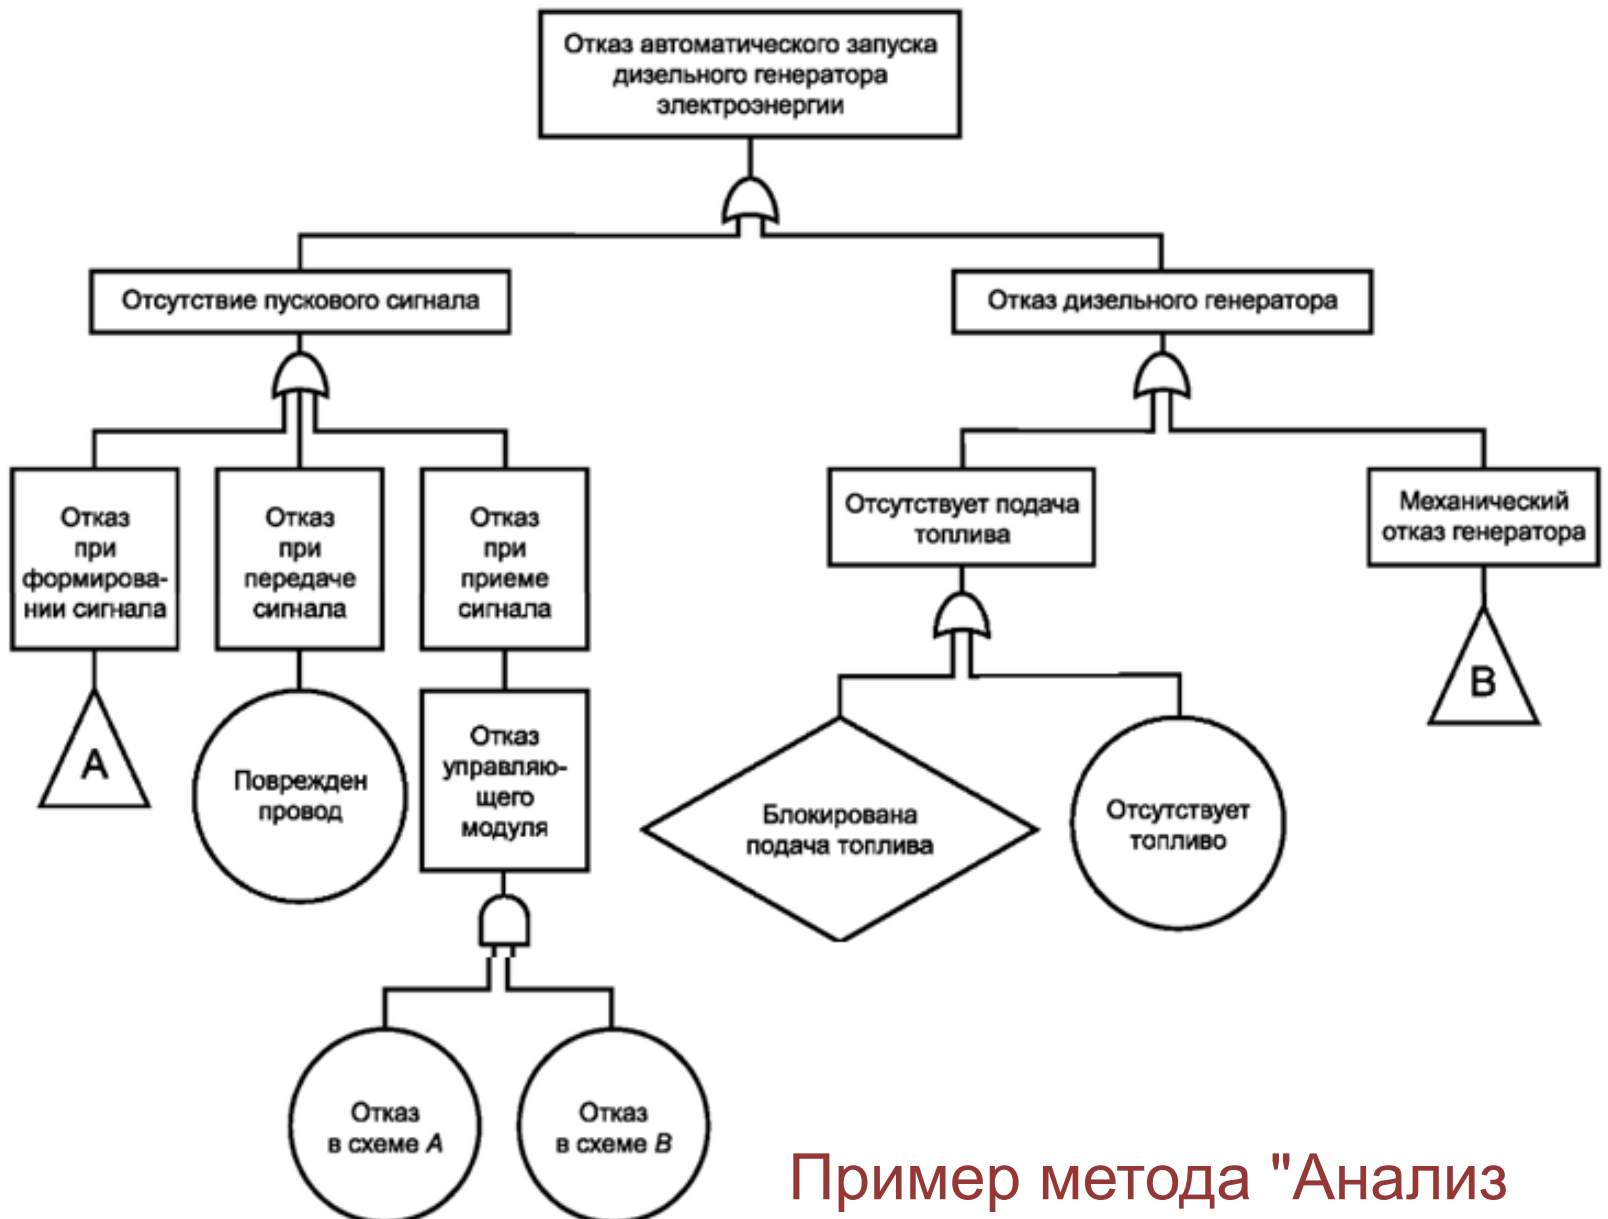 Отказ автоматического запуска
дизельного генератора
электроэнергии
Отсутствие пускового сигнала
Отказ дизельного генератора
Отказ
при
формирова-
нии сигнала
Отказ
при
передаче
сигнала
Отказ
при
приеме
сигнала
Отсутствует подача
топлива
Механический
отказ генератора
A
Поврежден
провод
Отказ
управляю-
щего
модуля
Блокирована
подача топлива
Отсутствует
топливо
B
Отказ
в схеме A
Отказ
в схеме B
Пример метода "Анализ